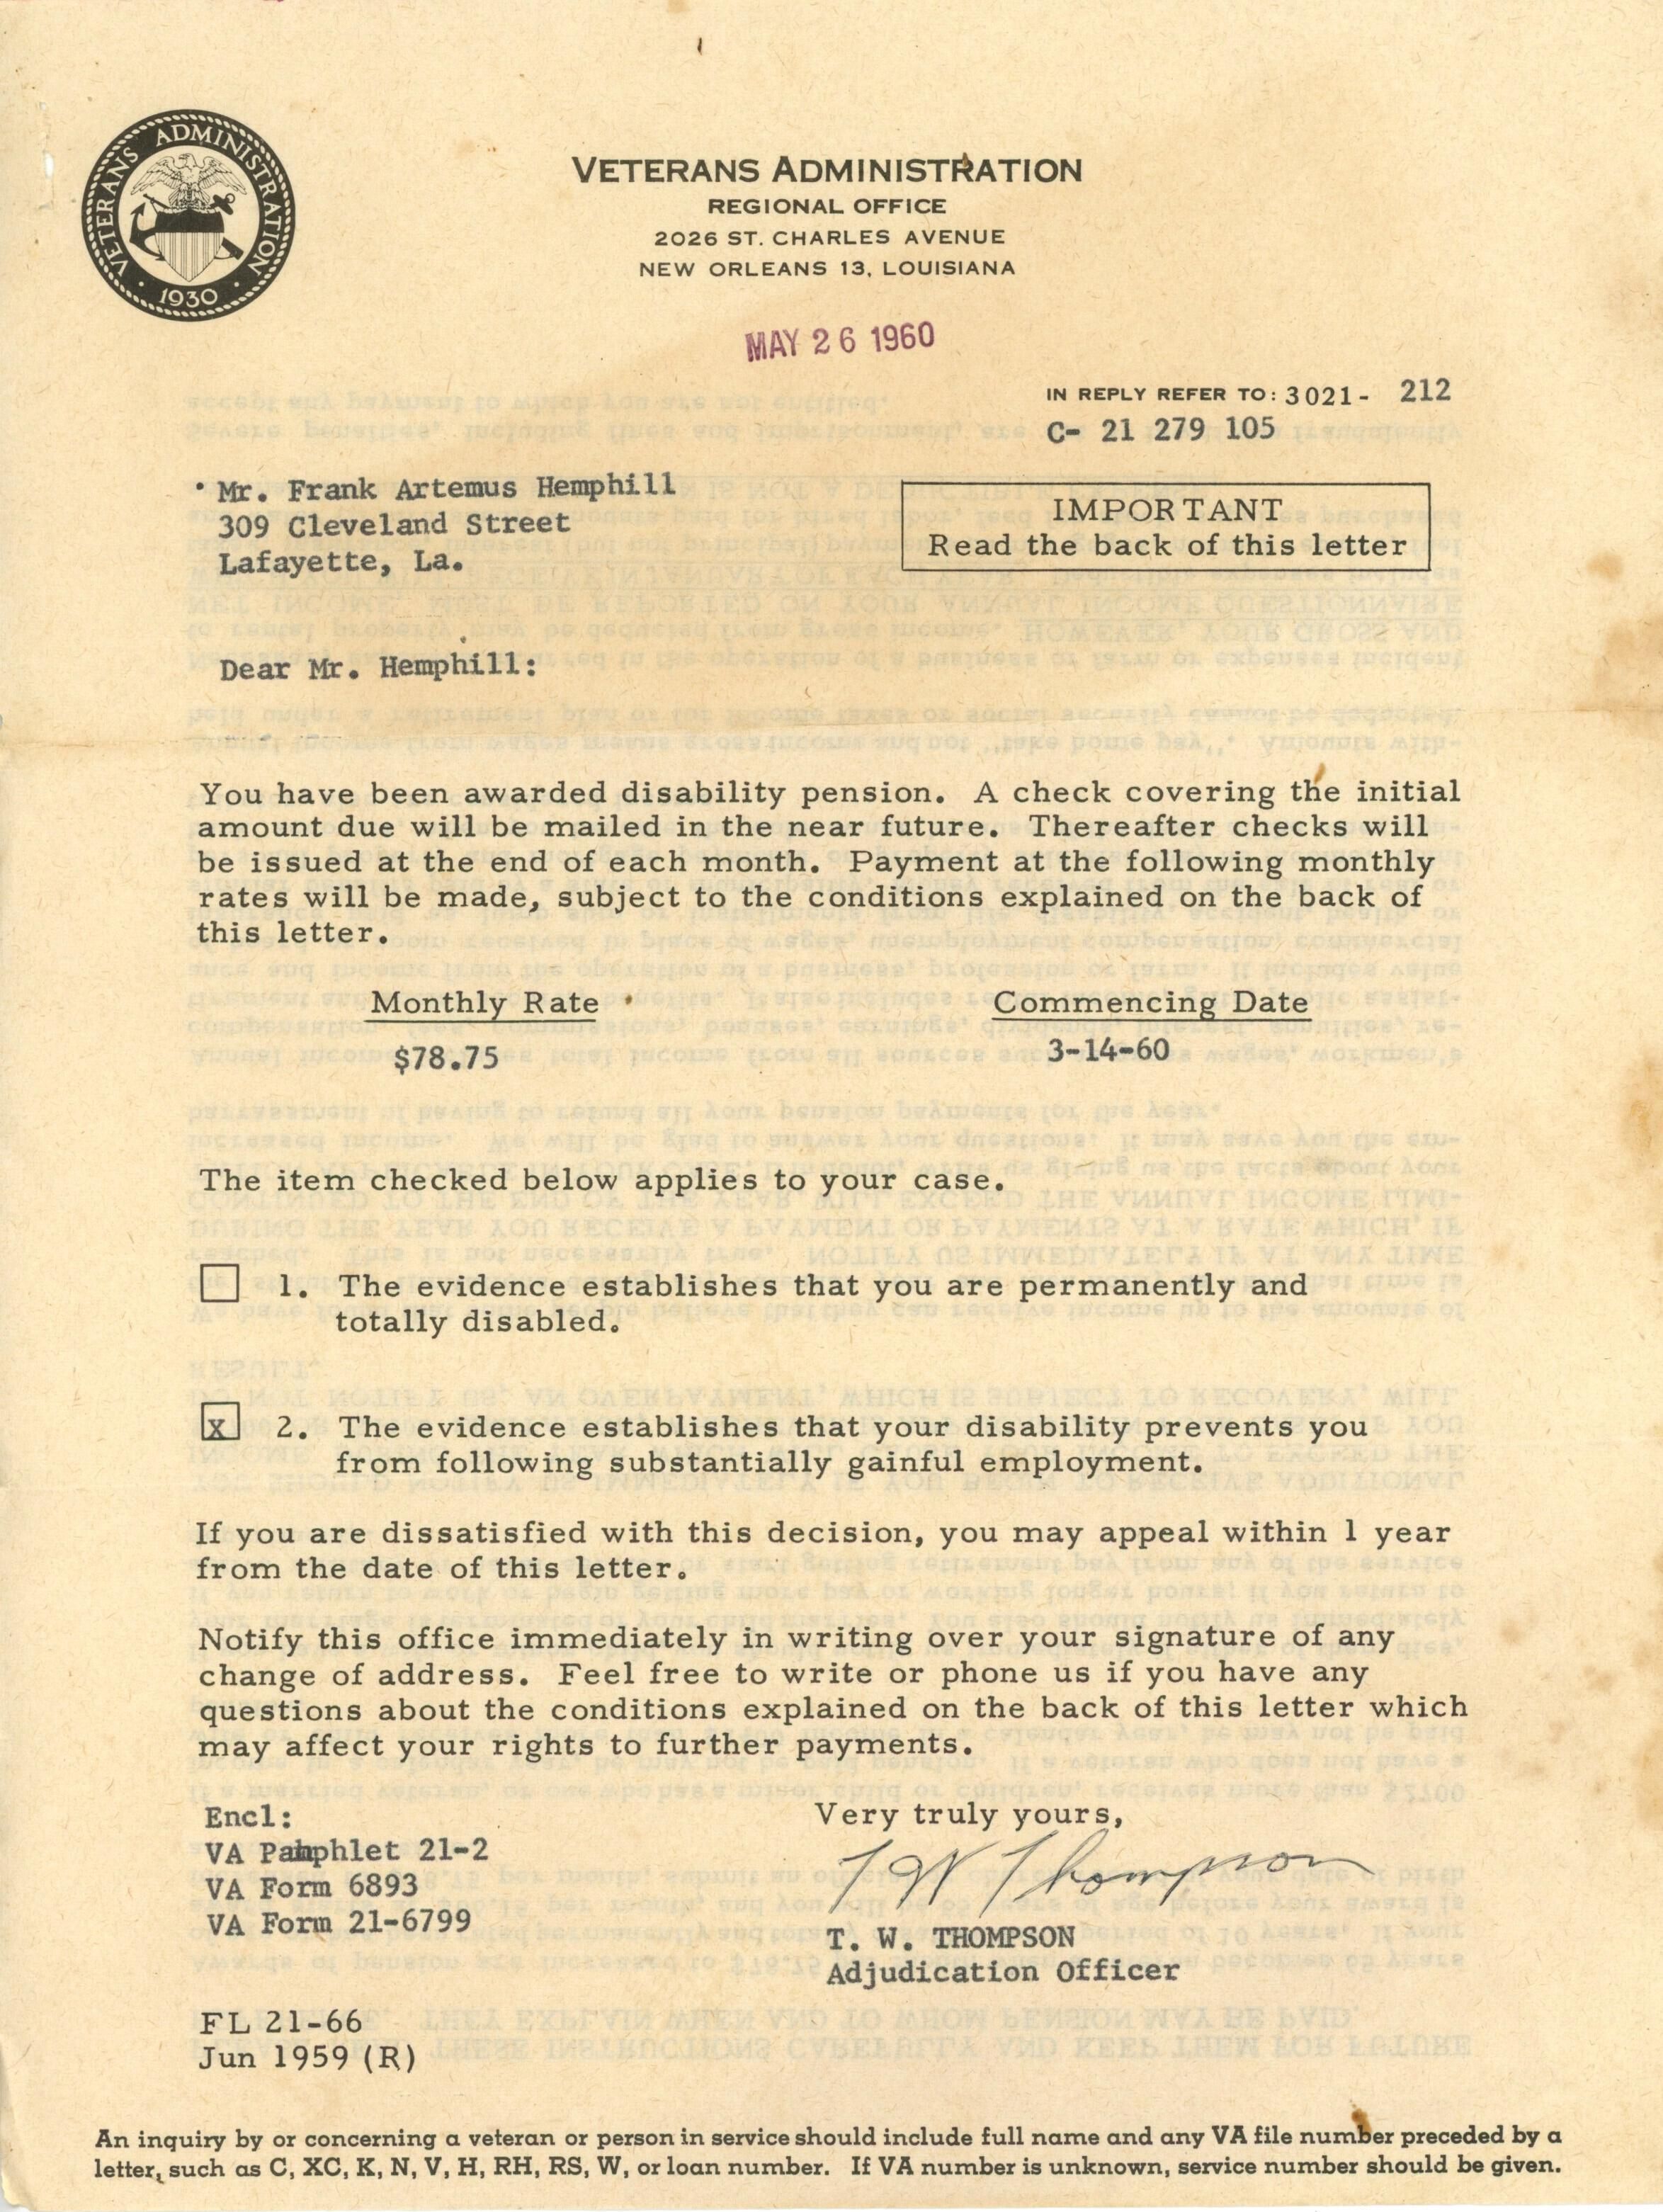 VETERANS ADMINISTRATION
1930
VETERANS ADMINISTRATION
REGIONAL OFFICE
2026 ST. CHARLES AVENUE
NEW ORLEANS 13, LOUISIANA
MAY 26 1960
IN REPLY REFER TO: 3021- 212
C- 21 279 105
Mr. Frank Artemus Hemphill
309 Cleveland Street
Lafayette, La.
IMPORTANT
Read the back of this letter
Dear Mr. Hemphill:
You have been awarded disability pension. A check covering the initial
amount due will be mailed in the near future. Thereafter checks will
be issued at the end of each month. Payment at the following monthly
rates will be made, subject to the conditions explained on the back of
this letter.
Monthly Rate Commencing Date
$78.75 3-14-60
The item checked below applies to your case.
1. The evidence establishes that you are permanently and
totally disabled.
x 2. The evidence establishes that your disability prevents you
from following substantially gainful employment.
If you are dissatisfied with this decision, you may appeal within 1 year
from the date of this letter.
Notify this office immediately in writing over your signature of any
change of address. Feel free to write or phone us if you have any
questions about the conditions explained on the back of this letter which
may affect your rights to further payments.
Encl:
VA Pamphlet 21-2
VA Form 6893
VA Form 21-6799
Very truly yours,
T W Thompson
T. W. THOMPSON
Adjudication Officer
FL 21-66
Jun 1959 (R)
An inquiry by or concerning a veteran or person in service should include full name and any VA file number preceded by a
letter, such as C, XC, K, N, V, H, RH, RS, W, or loan number. If VA number is unknown, service number should be given.